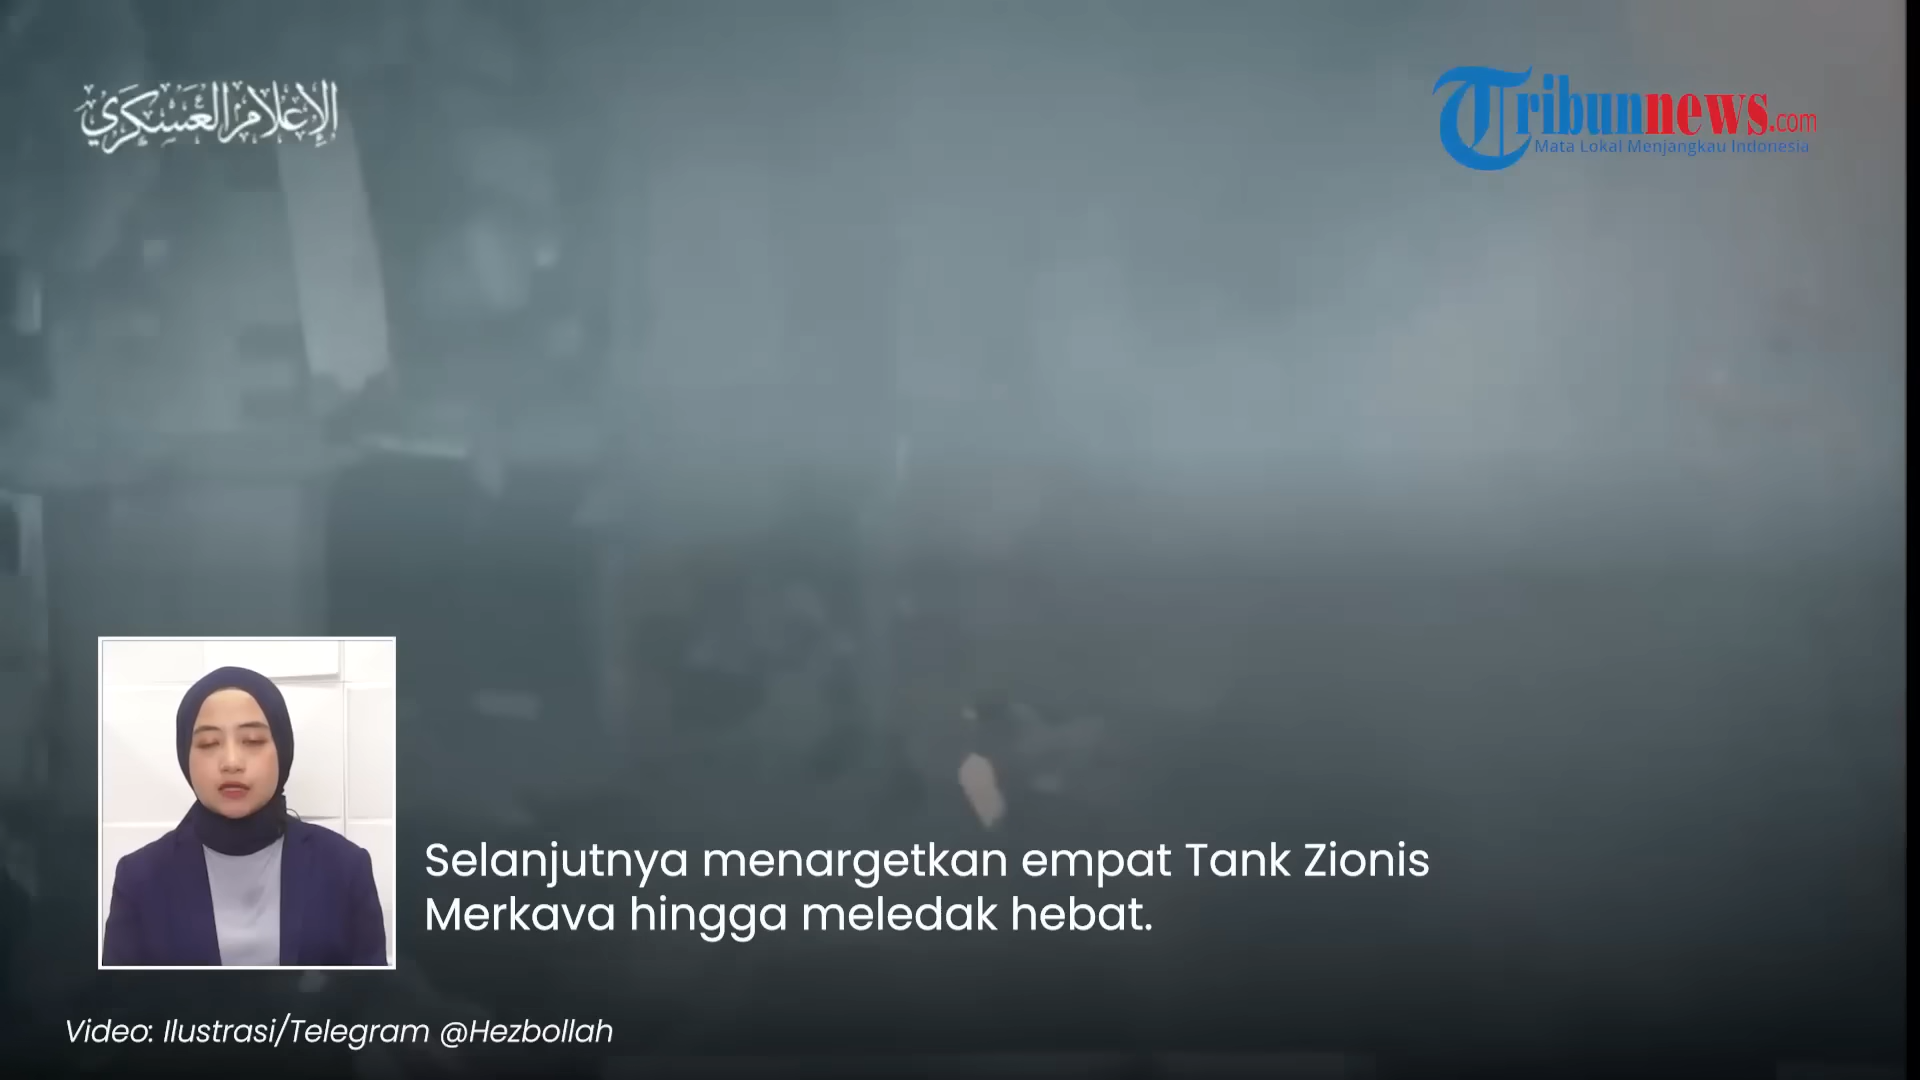 الإعلام العسكري
Tribunnews.com
Mata Lokal Menjangkau Indonesia
Selanjutnya menargetkan empat Tank Zionis
Merkava hingga meledak hebat.
Video: Ilustrasi/Telegram @Hezbollah